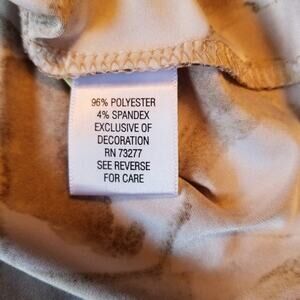 96% POLYESTER
4% SPANDEX
EXCLUSIVE OF
DECORATION
RN 73277
SEE REVERSE
FOR CARE